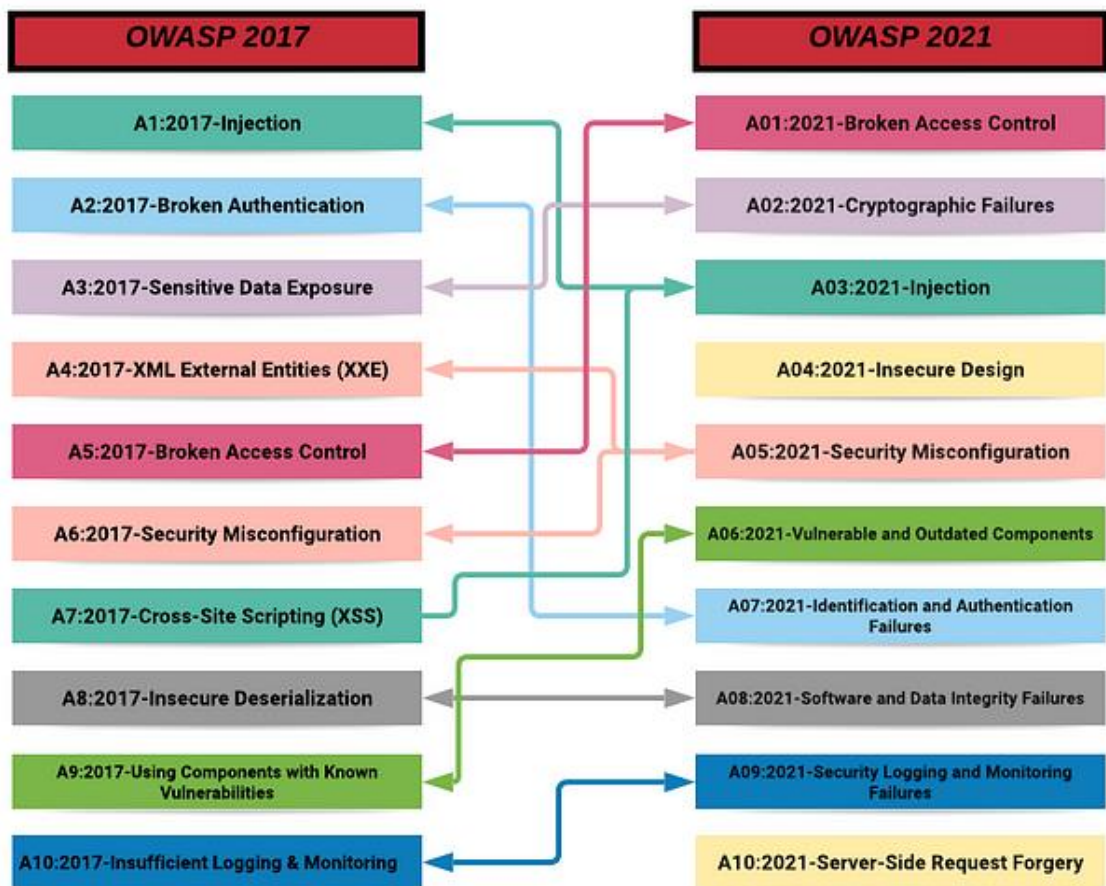 OWASP 2017
A1:2017-Injection
A2:2017-Broken Authentication
A3:2017-Sensitive Data Exposure
A4:2017-XML External Entities (XXE)
A5:2017-Broken Access Control
A6:2017-Security Misconfiguration
A7:2017-Cross-Site Scripting (XSS)
A8:2017-Insecure Deserialization
A9:2017-Using Components with Known
Vulnerabilities
A10:2017-Insufficient Logging & Monitoring
OWASP 2021
A01:2021-Broken Access Control
A02:2021-Cryptographic Failures
A03:2021-Injection
A04:2021-Insecure Design
A05:2021-Security Misconfiguration
A06:2021-Vulnerable and Outdated Components
A07:2021-Identification and Authentication
Failures
A08:2021-Software and Data Integrity Failures
A09:2021-Security Logging and Monitoring
Failures
A10:2021-Server-Side Request Forgery